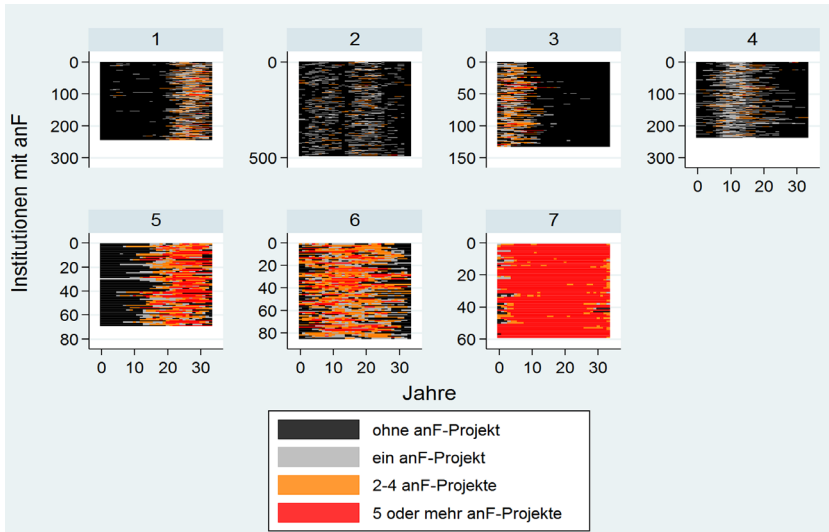 1 2 3 4
0
100
200
300
0
500
0
50
100
150
0
100
200
300
0 10 20 30
Institutionen mit anF
5 6 7
0
20
40
60
80
0
20
40
60
80
0
20
40
60
0 10 20 30
0 10 20 30
0 10 20 30
Jahre
ohne anF-Projekt
ein anF-Projekt
2-4 anF-Projekte
5 oder mehr anF-Projekte